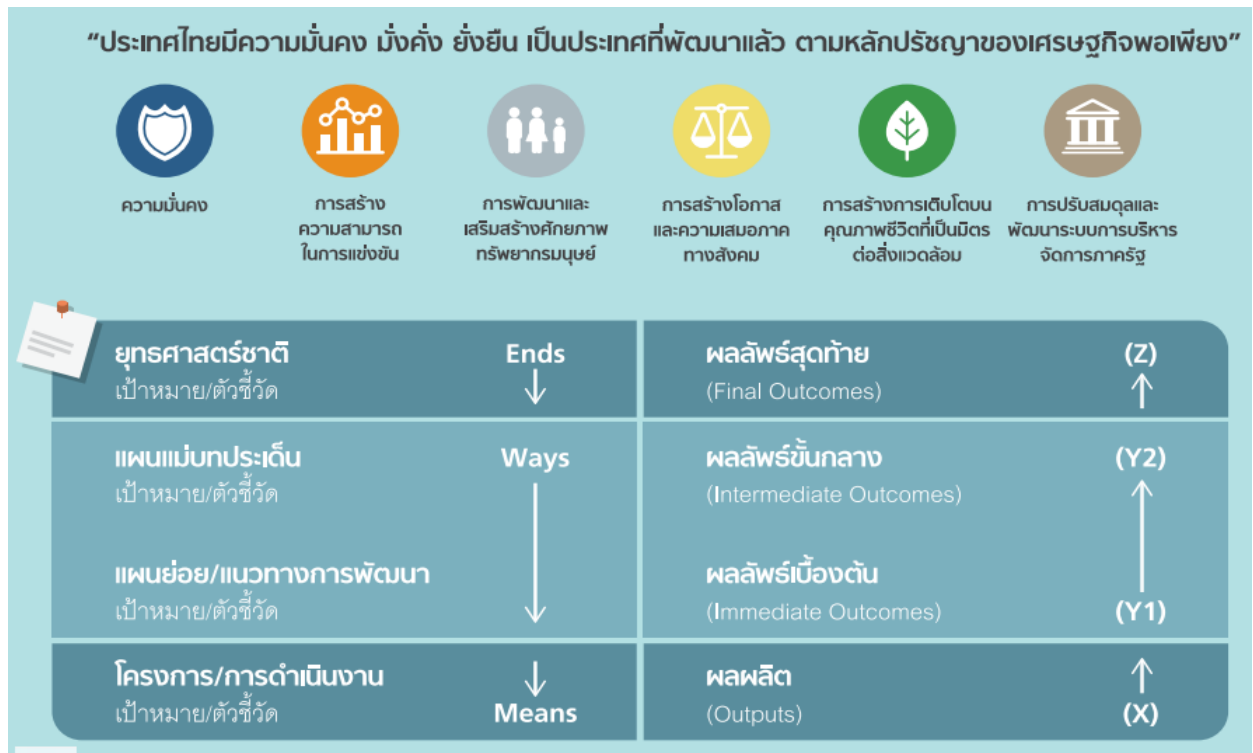 “ประเทศไทยมีความมั่นคง มั่งคั่ง ยั่งยืน เป็นประเทศที่พัฒนาแล้ว ตามหลักปรัชญาของเศรษฐกิจพอเพียง”
ความมั่นคง
การสร้าง
ความสามารถ
ในการแข่งขัน
การพัฒนาและ
เสริมสร้างศักยภาพ
ทรัพยากรมนุษย์
การสร้างโอกาส
และความเสมอภาค
ทางสังคม
การสร้างการเติบโตบน
คุณภาพชีวิตที่เป็นมิตร
ต่อสิ่งแวดล้อม
การปรับสมดุลและ
พัฒนาระบบการบริหาร
จัดการภาครัฐ
ยุทธศาสตร์ชาติ Ends ผลลัพธ์สุดท้าย (Z)
เป้าหมาย/ตัวชี้วัด (Final Outcomes)
แผนแม่บทประเด็น Ways ผลลัพธ์ขั้นกลาง (Y2)
เป้าหมาย/ตัวชี้วัด (Intermediate Outcomes)
แผนย่อย/แนวทางการพัฒนา ผลลัพธ์เบื้องต้น
เป้าหมาย/ตัวชี้วัด (Immediate Outcomes) (Y1)
โครงการ/การดำเนินงาน ผลผลิต
เป้าหมาย/ตัวชี้วัด Means (Outputs) (X)